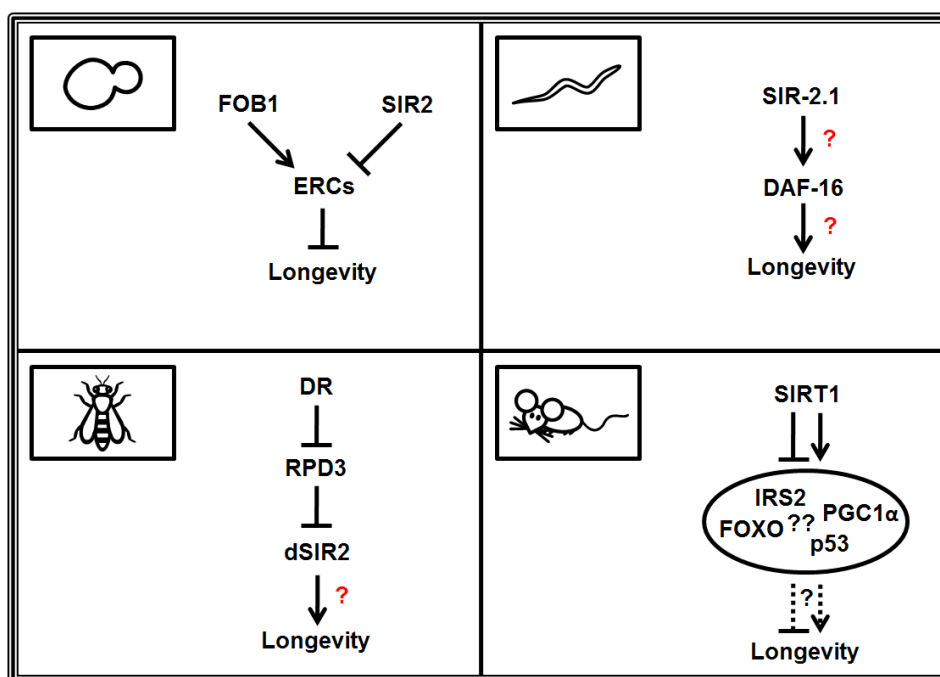 FOB1 SIR2
ERCs
Longevity
SIR-2.1
?
DAF-16
?
Longevity
DR
RPD3
dSIR2
?
Longevity
SIRT1
IRS2
FOXO ?? PGC1α
p53
?
Longevity